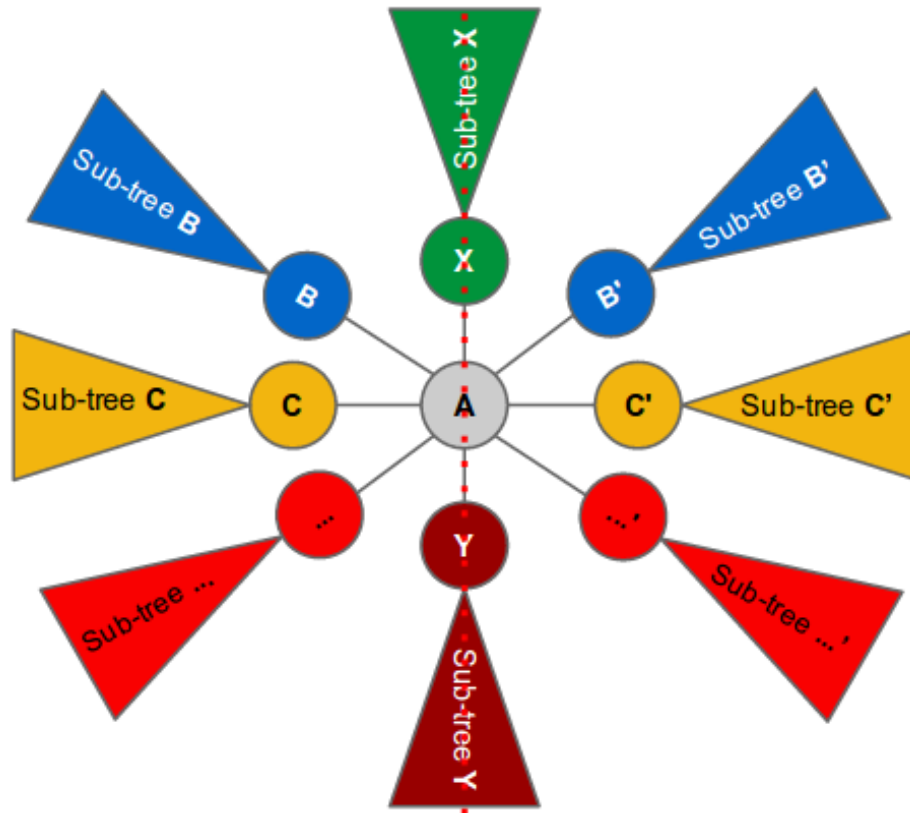 Sub-tree X
Sub-tree B
Sub-tree B'
X
B
B'
Sub-tree C
C
A
C'
Sub-tree C’
...
...’
Y
Sub-tree ...
Sub-tree ...’
Sub-tree Y